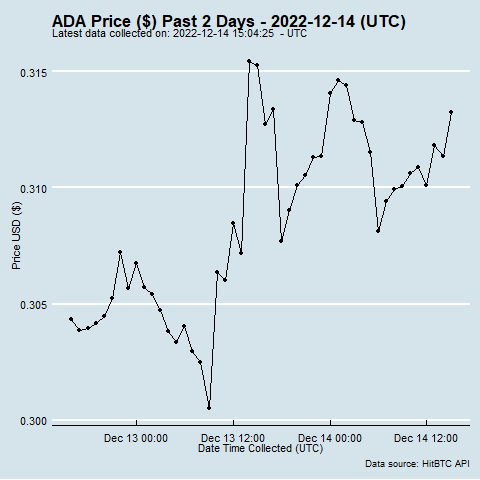 ADA Price ($) Past 2 Days - 2022-12-14 (UTC)
Latest data collected on: 2022-12-14 15:04:25 - UTC
0.315
0.310
0.305
0.300
Price USD ($)
Dec 13 00:00
Dec 13 12:00
Dec 14 00:00
Dec 14 12:00
Date Time Collected (UTC)
Data source: HitBTC API